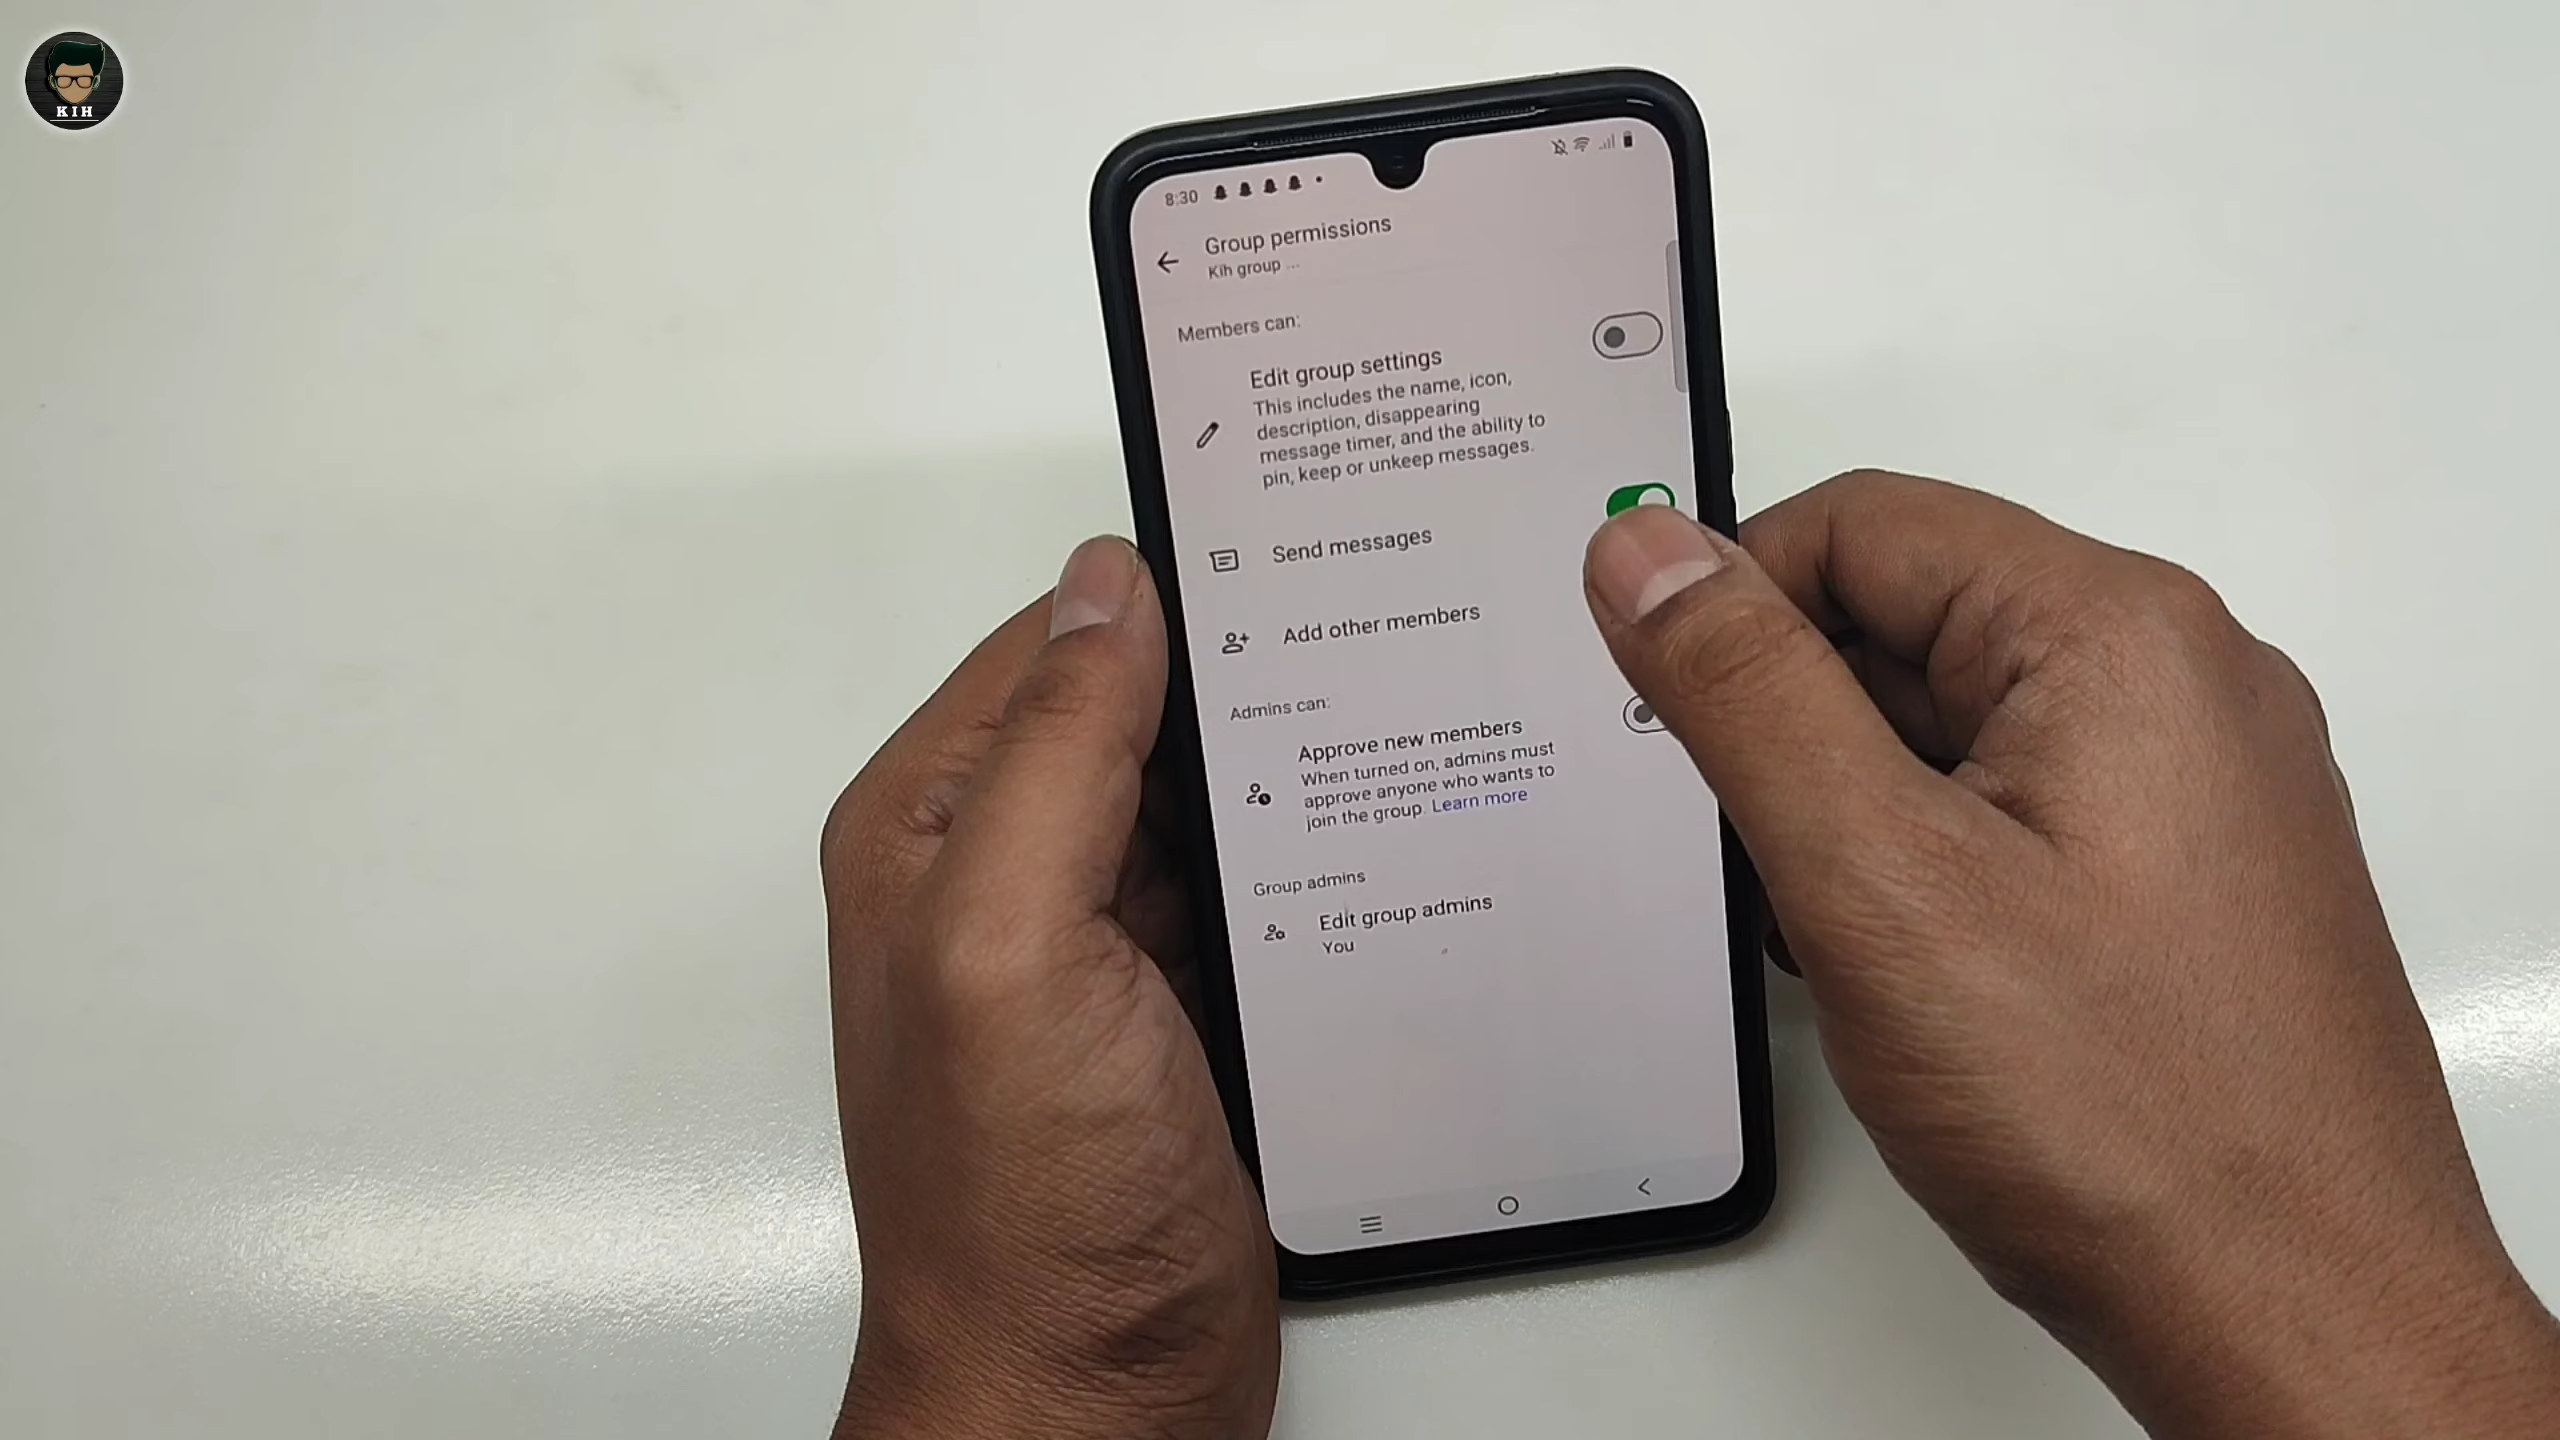 KIH
8:30
Group permissions
Kih group ...
Members can:
Edit group settings
This includes the name, icon,
description, disappearing
message timer, and the ability to
pin, keep or unkeep messages.
Send messages
Add other members
Admins can:
Approve new members
When turned on, admins must
approve anyone who wants to
join the group. Learn more
Group admins
Edit group admins
You